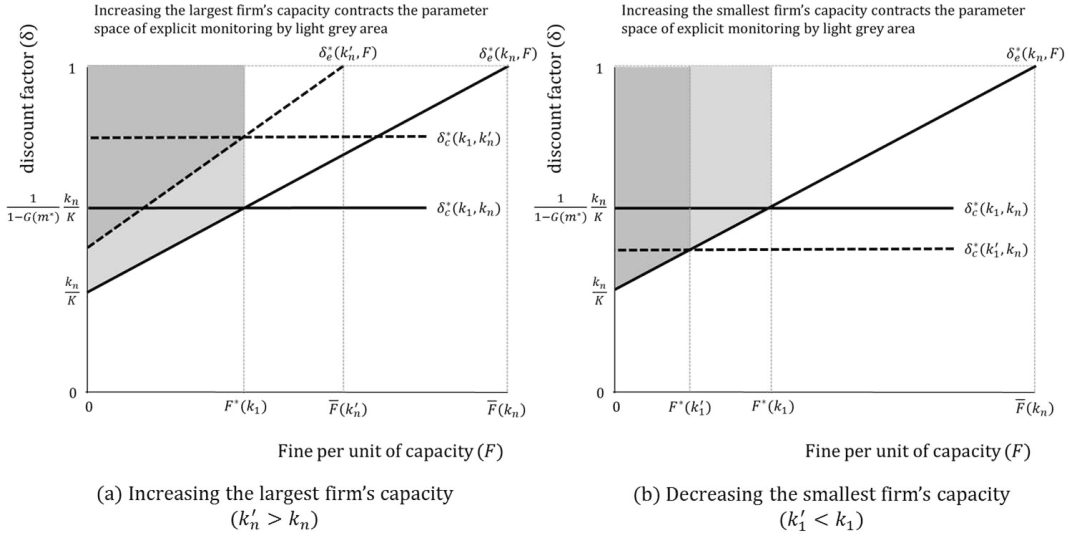 Increasing the largest firm's capacity contracts the parameter
space of explicit monitoring by light grey area
discount factor (δ)
δ*e(k′n, F)
δ*e(kn, F)
1
δ*c(k1, k′n)
1/(1−G(m*)) kn/K
δ*c(k1, kn)
kn/K
0
0
F*(k1)
F̅(k′n)
F̅(kn)
Fine per unit of capacity (F)
(a) Increasing the largest firm's capacity
(k′n > kn)
Increasing the smallest firm's capacity contracts the parameter
space of explicit monitoring by light grey area
discount factor (δ)
δ*e(kn, F)
1
1/(1−G(m*)) kn/K
δ*c(k1, kn)
δ*c(k′1, kn)
kn/K
0
0
F*(k′1)
F*(k1)
F̅(kn)
Fine per unit of capacity (F)
(b) Decreasing the smallest firm's capacity
(k′1 < k1)